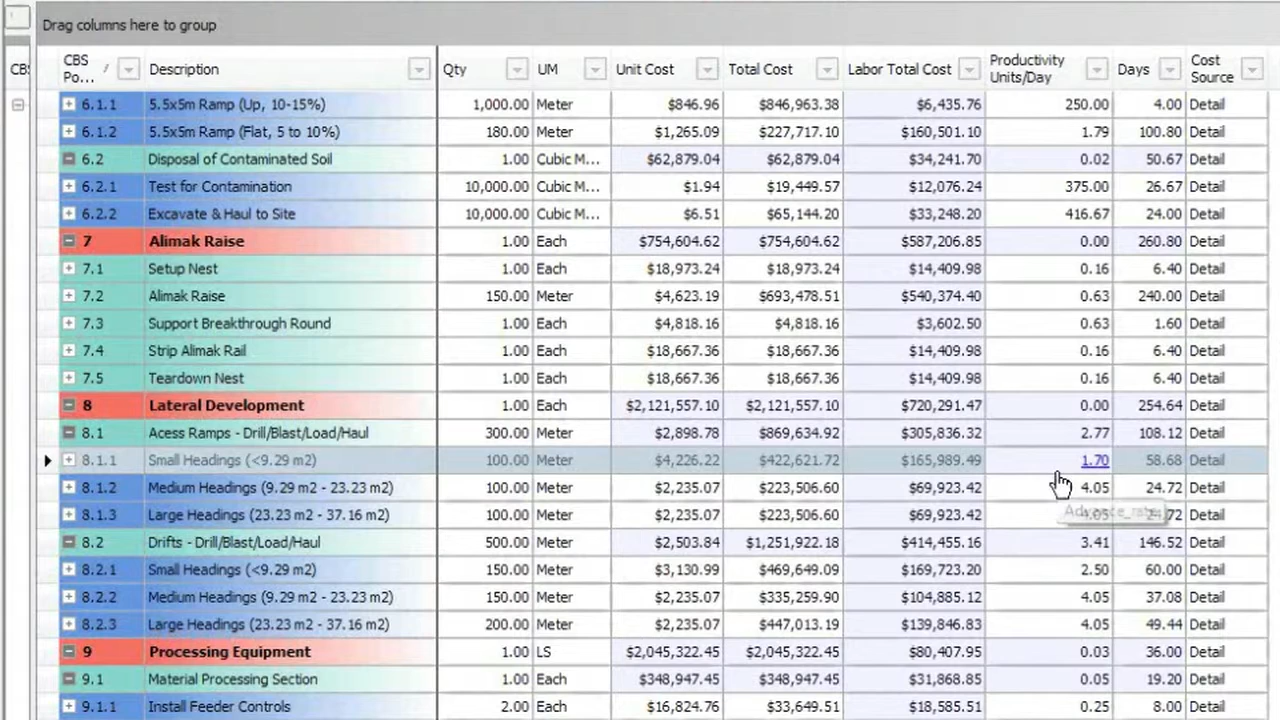 Drag columns here to group
CBS CBS Po... Description Qty UM Unit Cost Total Cost Labor Total Cost Productivity Units/Day Days Cost Source
6.1.1 5.5x5m Ramp (Up, 10-15%) 1,000.00 Meter $846.96 $846,963.38 $6,435.76 250.00 4.00 Detail
6.1.2 5.5x5m Ramp (Flat, 5 to 10%) 180.00 Meter $1,265.09 $227,717.10 $160,501.10 1.79 100.80 Detail
6.2 Disposal of Contaminated Soil 1.00 Cubic M... $62,879.04 $62,879.04 $34,241.70 0.02 50.67 Detail
6.2.1 Test for Contamination 10,000.00 Cubic M... $1.94 $19,449.57 $12,076.24 375.00 26.67 Detail
6.2.2 Excavate & Haul to Site 10,000.00 Cubic M... $6.51 $65,144.20 $33,248.20 416.67 24.00 Detail
7 Alimak Raise 1.00 Each $754,604.62 $754,604.62 $587,206.85 0.00 260.80 Detail
7.1 Setup Nest 1.00 Each $18,973.24 $18,973.24 $14,409.98 0.16 6.40 Detail
7.2 Alimak Raise 150.00 Meter $4,623.19 $693,478.51 $540,374.40 0.63 240.00 Detail
7.3 Support Breakthrough Round 1.00 Each $4,818.16 $4,818.16 $3,602.50 0.63 1.60 Detail
7.4 Strip Alimak Rail 1.00 Each $18,667.36 $18,667.36 $14,409.98 0.16 6.40 Detail
7.5 Teardown Nest 1.00 Each $18,667.36 $18,667.36 $14,409.98 0.16 6.40 Detail
8 Lateral Development 1.00 Each $2,121,557.10 $2,121,557.10 $720,291.47 0.00 254.64 Detail
8.1 Acess Ramps - Drill/Blast/Load/Haul 300.00 Meter $2,898.78 $869,634.92 $305,836.32 2.77 108.12 Detail
8.1.1 Small Headings (<9.29 m2) 100.00 Meter $4,226.22 $422,621.72 $165,989.49 1.70 58.68 Detail
8.1.2 Medium Headings (9.29 m2 - 23.23 m2) 100.00 Meter $2,235.07 $223,506.60 $69,923.42 4.05 24.72 Detail
8.1.3 Large Headings (23.23 m2 - 37.16 m2) 100.00 Meter $2,235.07 $223,506.60 $69,923.42 Detail
8.2 Drifts - Drill/Blast/Load/Haul 500.00 Meter $2,503.84 $1,251,922.18 $414,455.16 3.41 146.52 Detail
8.2.1 Small Headings (<9.29 m2) 150.00 Meter $3,130.99 $469,649.09 $169,723.20 2.50 60.00 Detail
8.2.2 Medium Headings (9.29 m2 - 23.23 m2) 150.00 Meter $2,235.07 $335,259.90 $104,885.12 4.05 37.08 Detail
8.2.3 Large Headings (23.23 m2 - 37.16 m2) 200.00 Meter $2,235.07 $447,013.19 $139,846.83 4.05 49.44 Detail
9 Processing Equipment 1.00 LS $2,045,322.45 $2,045,322.45 $80,407.95 0.03 36.00 Detail
9.1 Material Processing Section 1.00 Each $348,947.45 $348,947.45 $31,868.85 0.05 19.20 Detail
9.1.1 Install Feeder Controls 2.00 Each $16,824.76 $33,649.51 $18,585.51 0.25 8.00 Detail